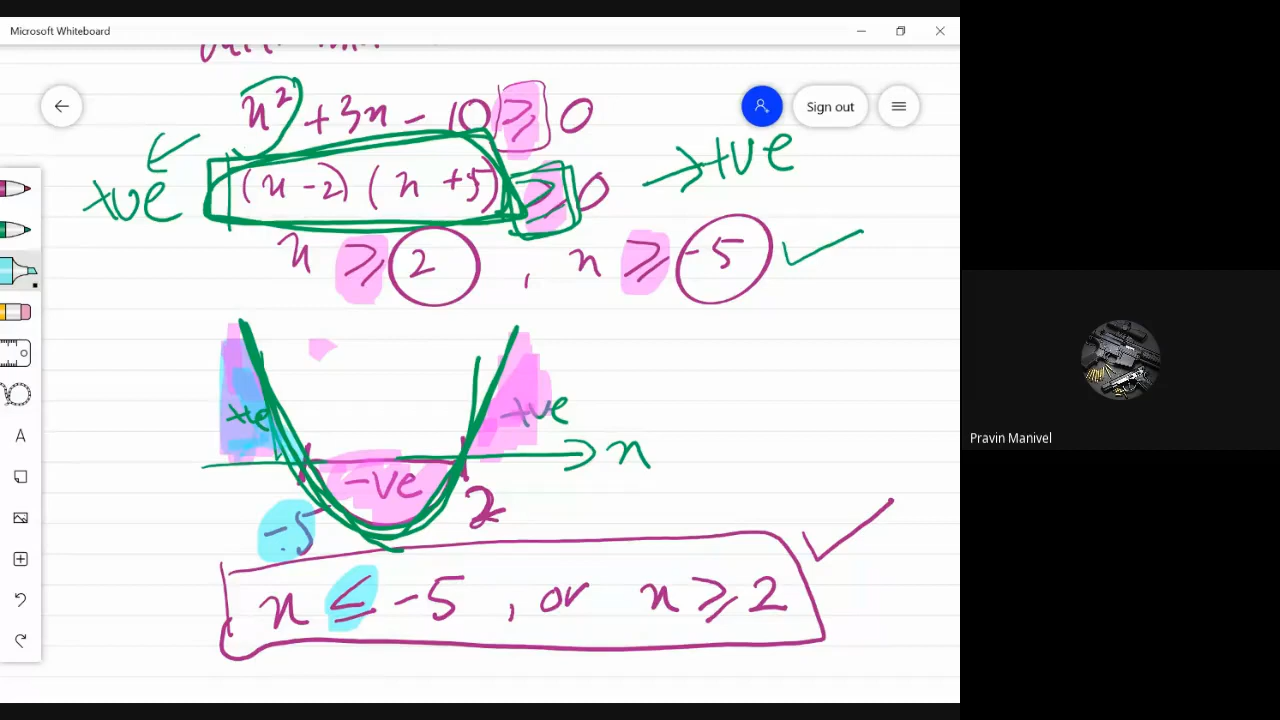 Microsoft Whiteboard
x² + 3x - 10 ≥ 0
Sign out
+ve (x - 2) (x + 5) ≥ 0 → +ve
x ≥ 2 , x ≥ -5 ✓
+ve +ve
-ve x
-5 2
x ≤ -5 , or x ≥ 2 ✓
A
Pravin Manivel